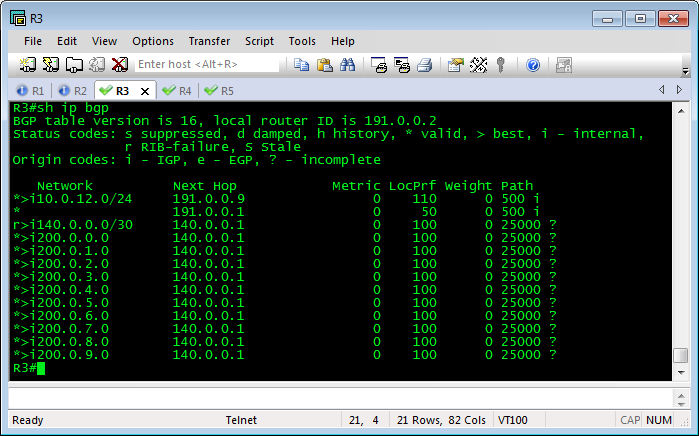 R3
File Edit View Options Transfer Script Tools Help
Enter host <Alt+R>
R1 R2 R3 R4 R5
R3#sh ip bgp
BGP table version is 16, local router ID is 191.0.0.2
Status codes: s suppressed, d damped, h history, * valid, > best, i - internal,
              r RIB-failure, S Stale
Origin codes: i - IGP, e - EGP, ? - incomplete
   Network          Next Hop            Metric LocPrf Weight Path
*>i10.0.12.0/24     191.0.0.9                0    110      0 500 i
*                   191.0.0.1                0     50      0 500 i
r>i140.0.0.0/30     140.0.0.1                0    100      0 25000 ?
*>i200.0.0.0        140.0.0.1                0    100      0 25000 ?
*>i200.0.1.0        140.0.0.1                0    100      0 25000 ?
*>i200.0.2.0        140.0.0.1                0    100      0 25000 ?
*>i200.0.3.0        140.0.0.1                0    100      0 25000 ?
*>i200.0.4.0        140.0.0.1                0    100      0 25000 ?
*>i200.0.5.0        140.0.0.1                0    100      0 25000 ?
*>i200.0.6.0        140.0.0.1                0    100      0 25000 ?
*>i200.0.7.0        140.0.0.1                0    100      0 25000 ?
*>i200.0.8.0        140.0.0.1                0    100      0 25000 ?
*>i200.0.9.0        140.0.0.1                0    100      0 25000 ?
R3#
Ready Telnet 21, 4 21 Rows, 82 Cols VT100 CAP NUM